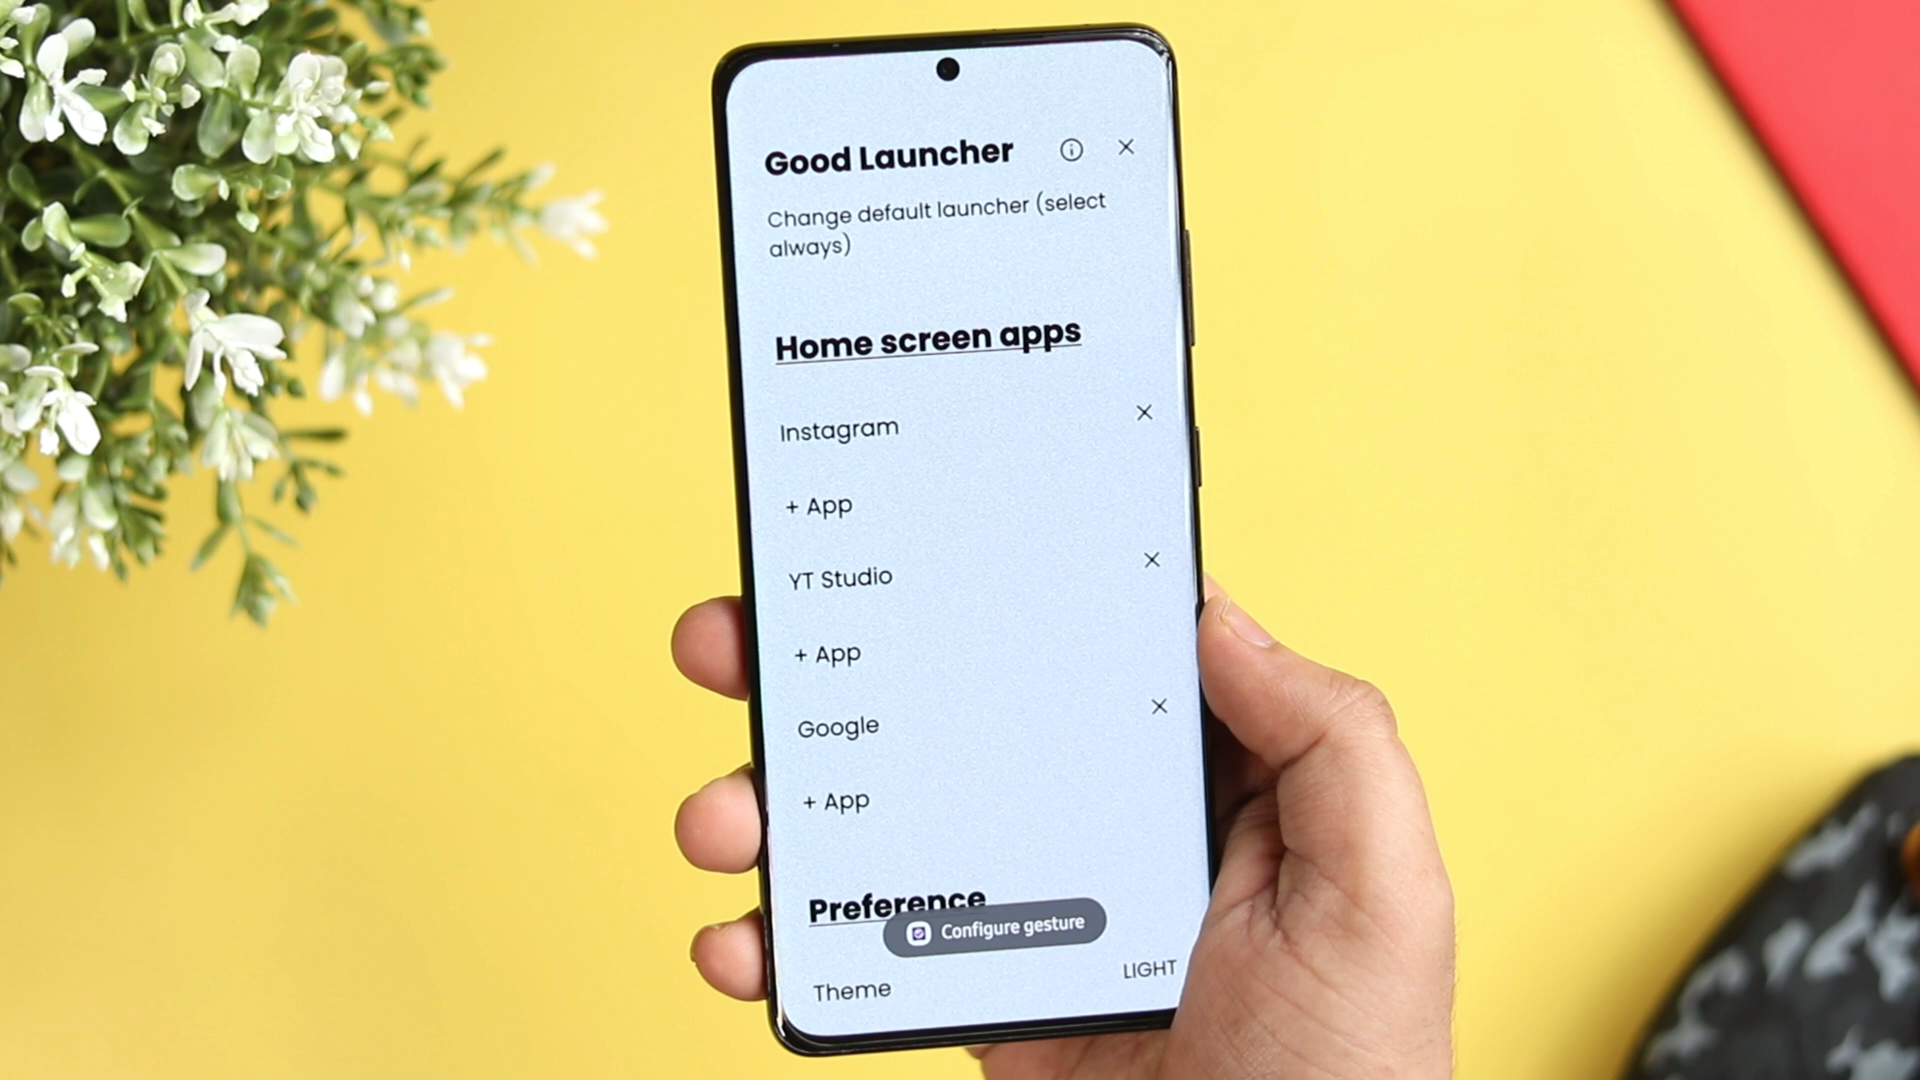 Good Launcher
Change default launcher (select
always)
Home screen apps
Instagram
+ App
YT Studio
+ App
Google
+ App
Preference
Configure gesture
LIGHT
Theme